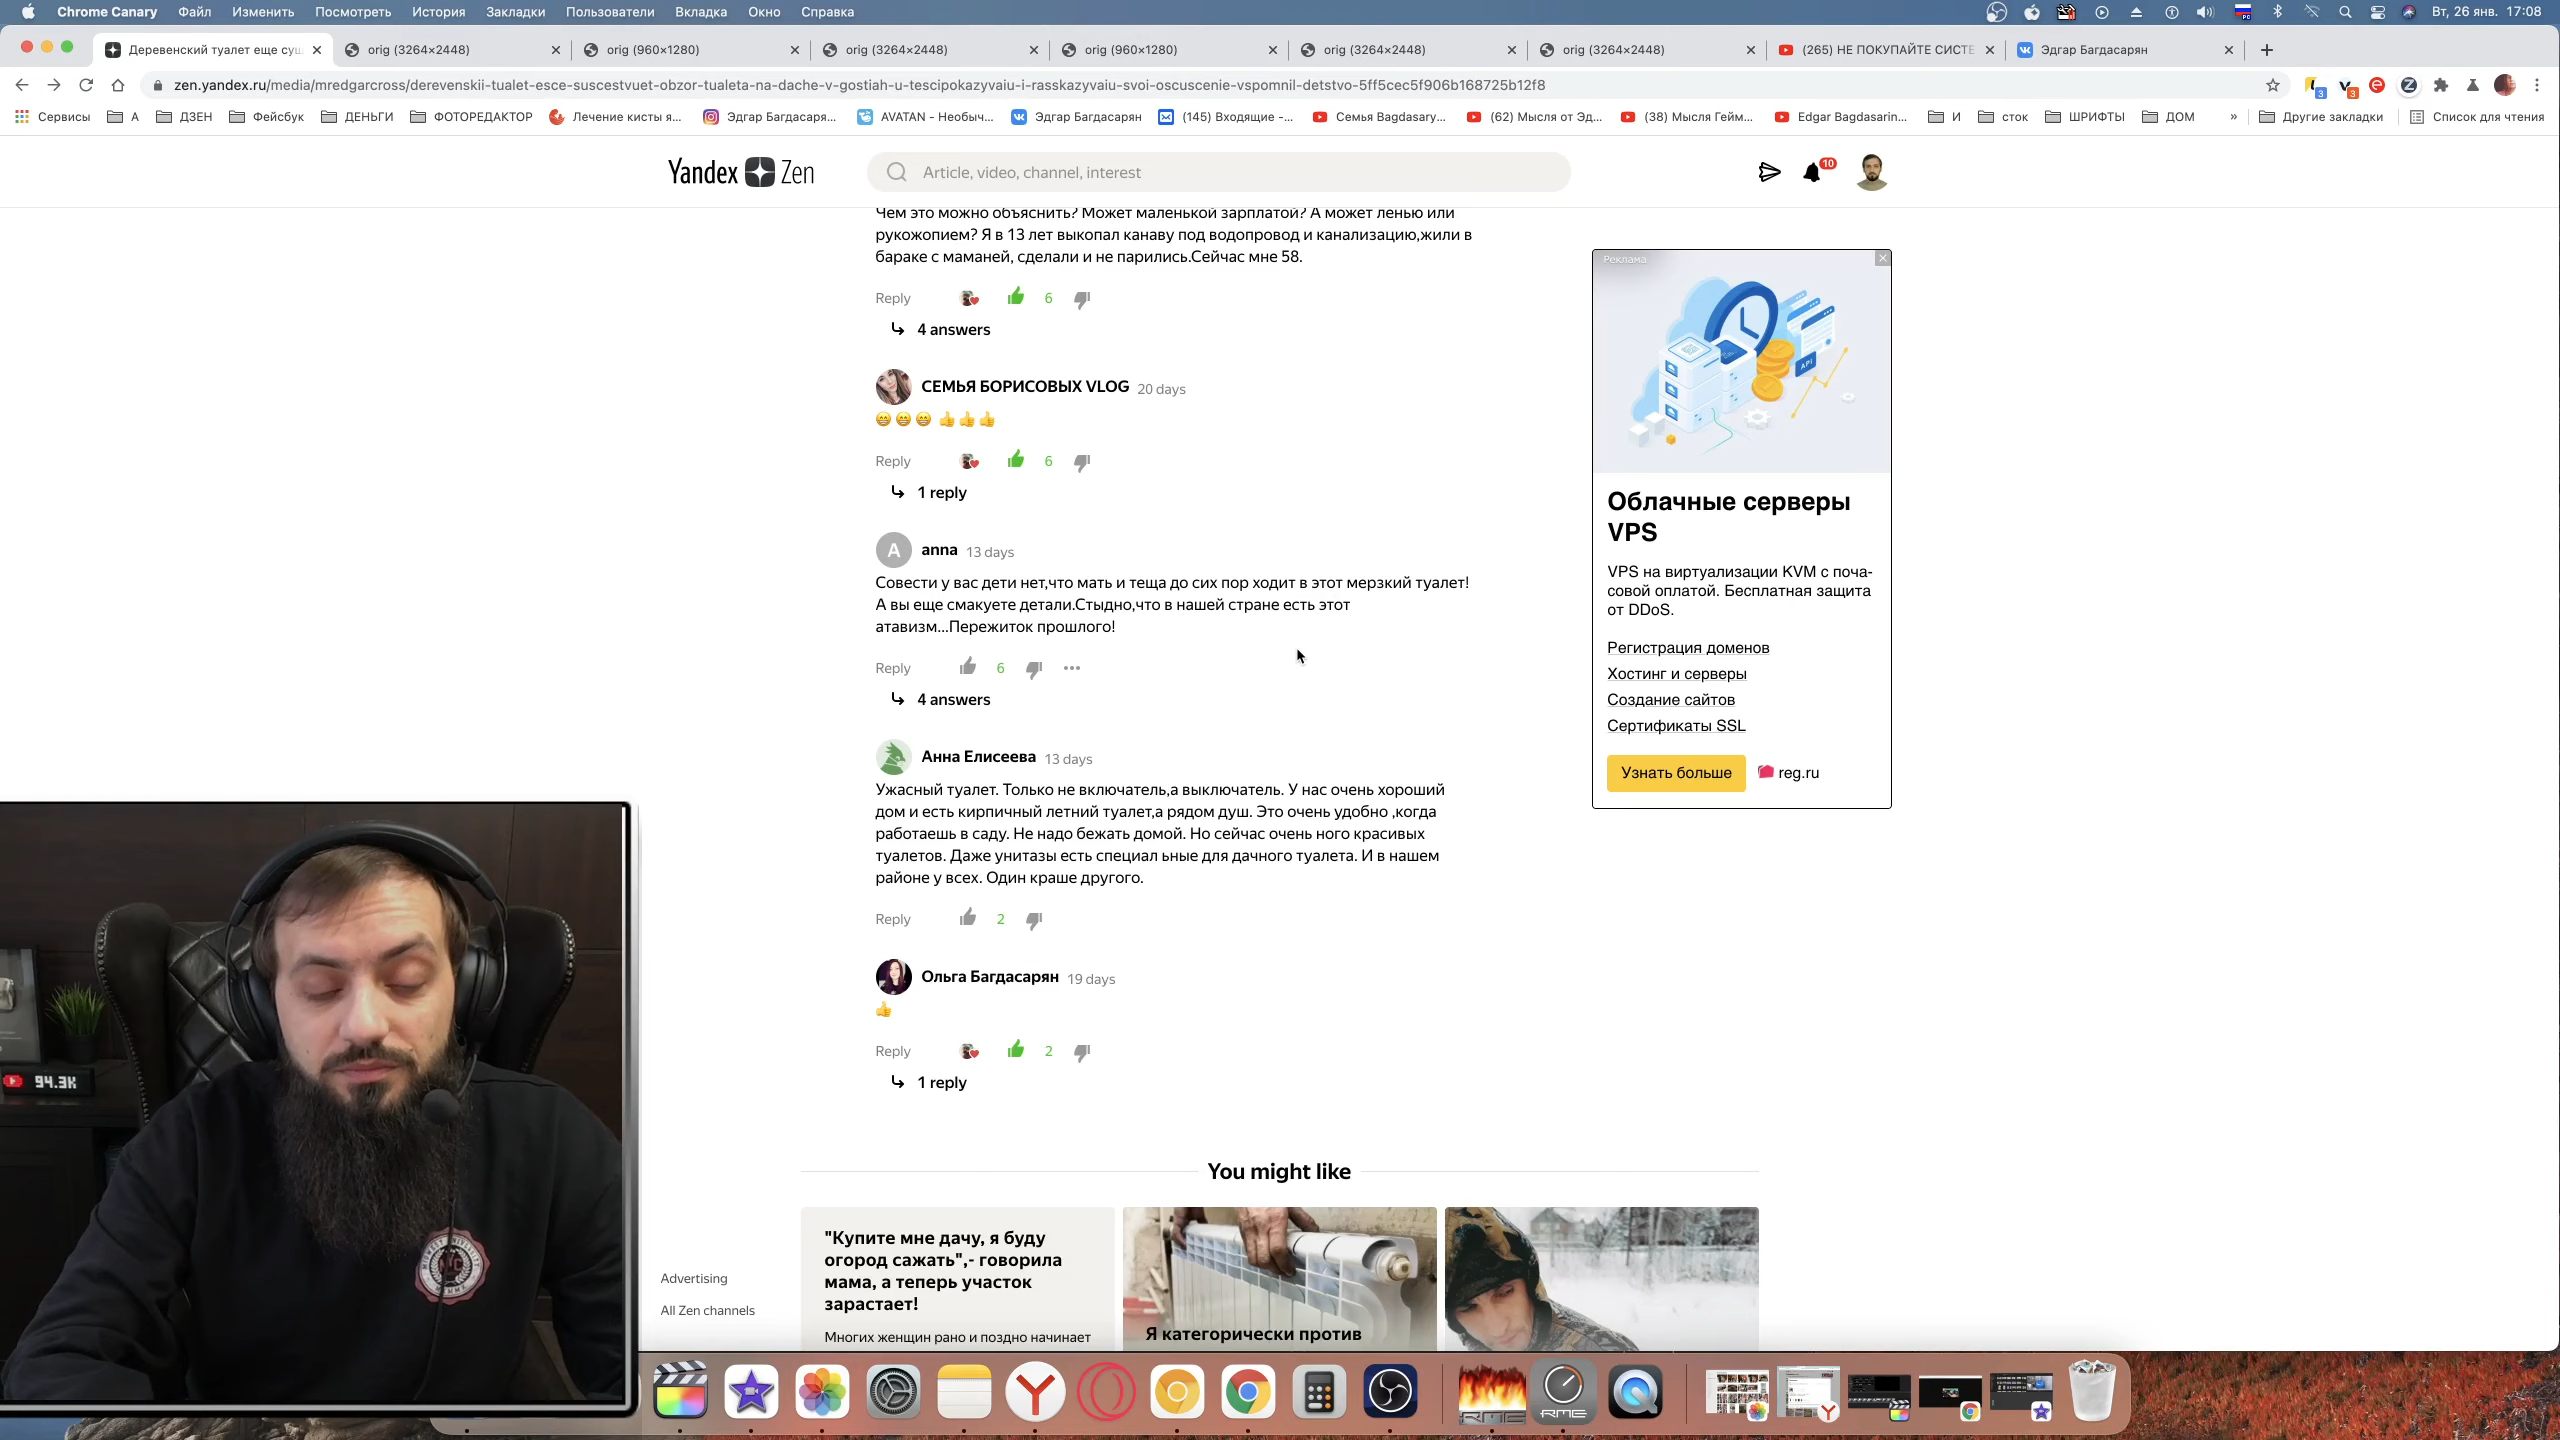 Chrome Canary Файл Изменить Посмотреть История Закладки Пользователи Вкладка Окно Справка
Вт, 26 янв. 17:08
Деревенский туалет еще сущ
orig (3264×2448)
orig (960×1280)
orig (3264×2448)
orig (960×1280)
orig (3264×2448)
orig (3264×2448)
(265) НЕ ПОКУПАЙТЕ СИСТЕ
Эдгар Багдасарян
zen.yandex.ru/media/mredgarcross/derevenskii-tualet-esce-suscestvuet-obzor-tualeta-na-dache-v-gostiah-u-tescipokazyvaiu-i-rasskazyvaiu-svoi-oscuscenie-vspomnil-detstvo-5ff5cec5f906b168725b12f8
3
3
Сервисы
А
ДЗЕН
Фейсбук
ДЕНЬГИ
ФОТОРЕДАКТОР
Лечение кисты я...
Эдгар Багдасаря...
AVATAN - Необыч...
Эдгар Багдасарян
(145) Входящие -...
Семья Bagdasary...
(62) Мысля от Эд...
(38) Мысля Гейм...
Edgar Bagdasarin...
И
сток
ШРИФТЫ
ДОМ
»
Другие закладки
Список для чтения
Yandex Zen
Article, video, channel, interest
10
Чем это можно объяснить? Может маленькой зарплатой? А может ленью или
рукожопием? Я в 13 лет выкопал канаву под водопровод и канализацию,жили в
бараке с маманей, сделали и не парились.Сейчас мне 58.
Reply 6
4 answers
СЕМЬЯ БОРИСОВЫХ VLOG 20 days
😁😁😁 👍👍👍
Reply 6
1 reply
A anna 13 days
Совести у вас дети нет,что мать и теща до сих пор ходит в этот мерзкий туалет!
А вы еще смакуете детали.Стыдно,что в нашей стране есть этот
атавизм...Пережиток прошлого!
Reply 6 •••
4 answers
Анна Елисеева 13 days
Ужасный туалет. Только не включатель,а выключатель. У нас очень хороший
дом и есть кирпичный летний туалет,а рядом душ. Это очень удобно ,когда
работаешь в саду. Не надо бежать домой. Но сейчас очень ного красивых
туалетов. Даже унитазы есть специал ьные для дачного туалета. И в нашем
районе у всех. Один краше другого.
Reply 2
Ольга Багдасарян 19 days
👍
Reply 2
1 reply
Реклама
API
Облачные серверы
VPS
VPS на виртуализации KVM с поча-
совой оплатой. Бесплатная защита
от DDoS.
Регистрация доменов
Хостинг и серверы
Создание сайтов
Сертификаты SSL
Узнать больше
reg.ru
94.3K
You might like
"Купите мне дачу, я буду
огород сажать",- говорила
мама, а теперь участок
зарастает!
Многих женщин рано и поздно начинает
Я категорически против
Advertising
All Zen channels
RME
RME